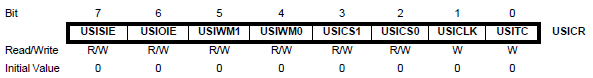 Bit 7 6 5 4 3 2 1 0
USISIE USIOIE USIWM1 USIWM0 USICS1 USICS0 USICLK USITC USICR
Read/Write R/W R/W R/W R/W R/W R/W W W
Initial Value 0 0 0 0 0 0 0 0